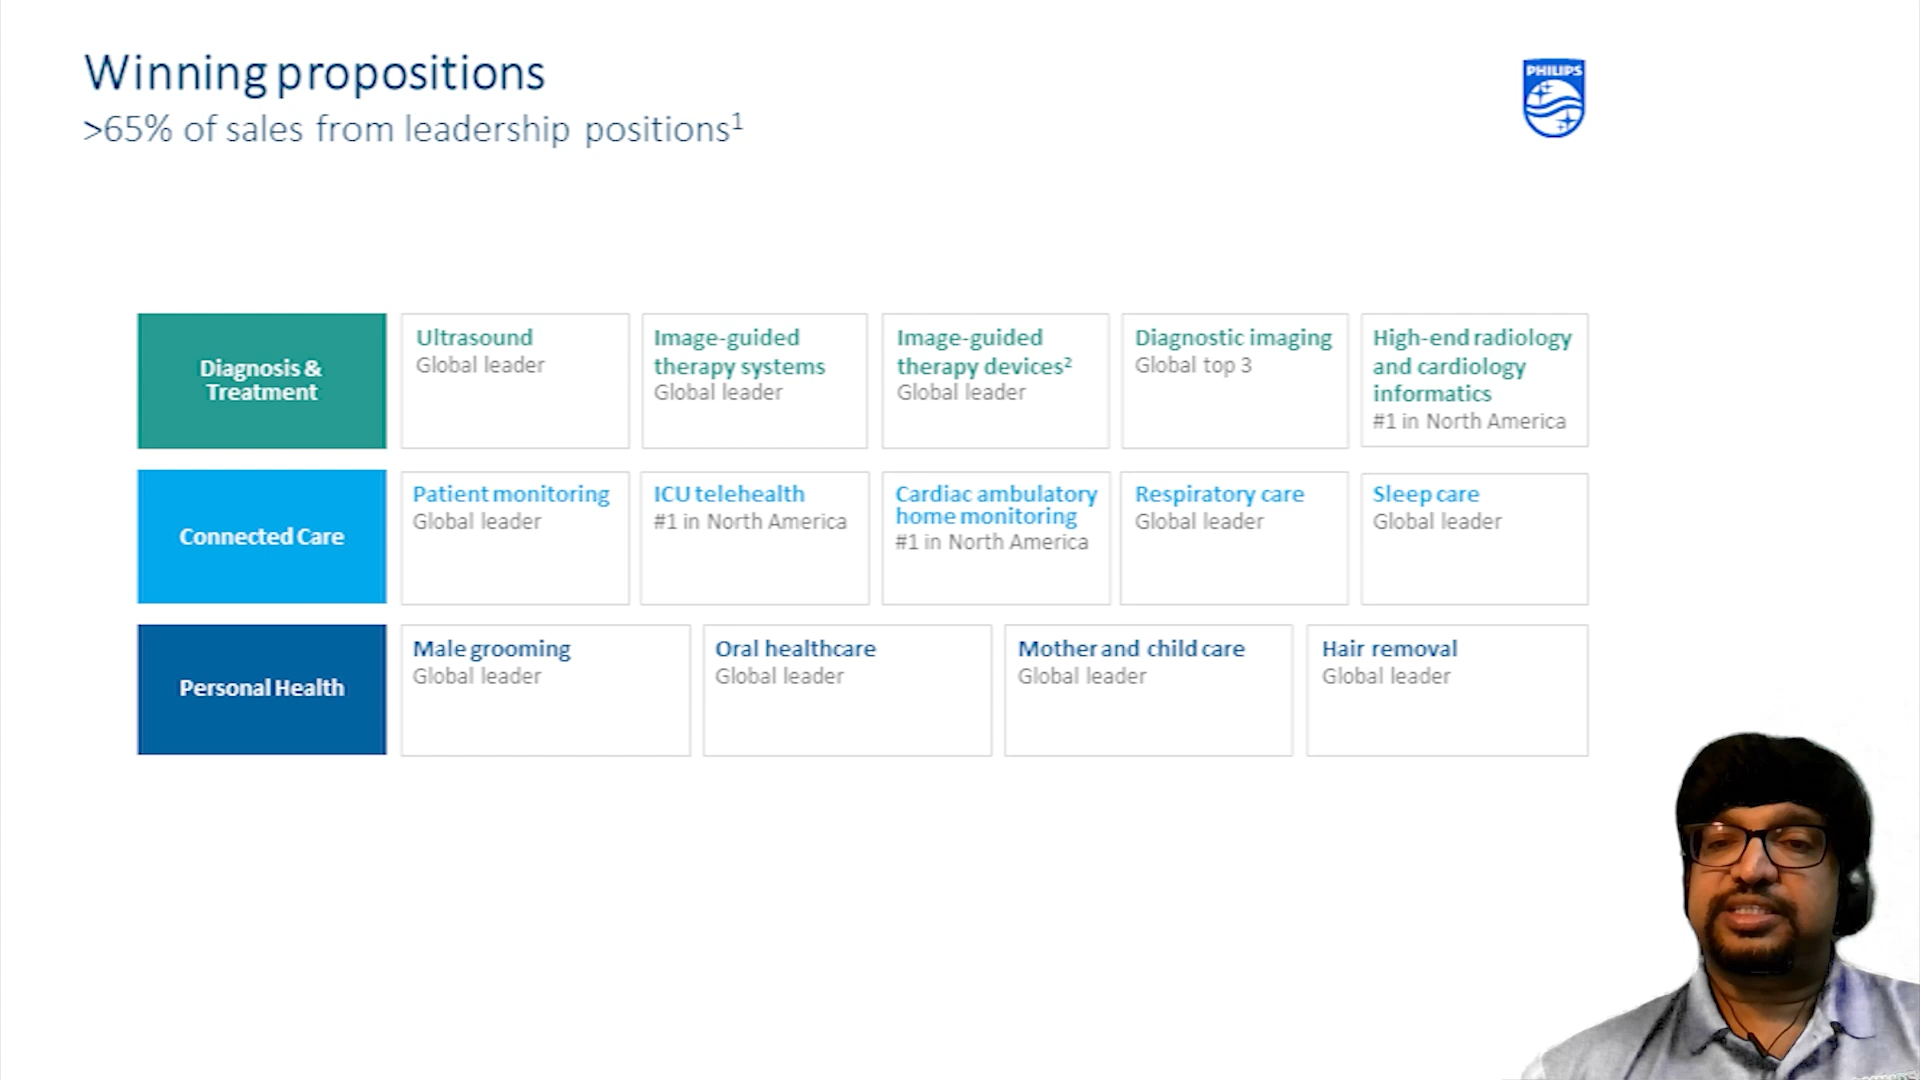 Winning propositions
>65% of sales from leadership positions¹
PHILIPS
Diagnosis &
Treatment
Ultrasound
Global leader
Image-guided
therapy systems
Global leader
Image-guided
therapy devices²
Global leader
Diagnostic imaging
Global top 3
High-end radiology
and cardiology
informatics
#1 in North America
Connected Care
Patient monitoring
Global leader
ICU telehealth
#1 in North America
Cardiac ambulatory
home monitoring
#1 in North America
Respiratory care
Global leader
Sleep care
Global leader
Personal Health
Male grooming
Global leader
Oral healthcare
Global leader
Mother and child care
Global leader
Hair removal
Global leader